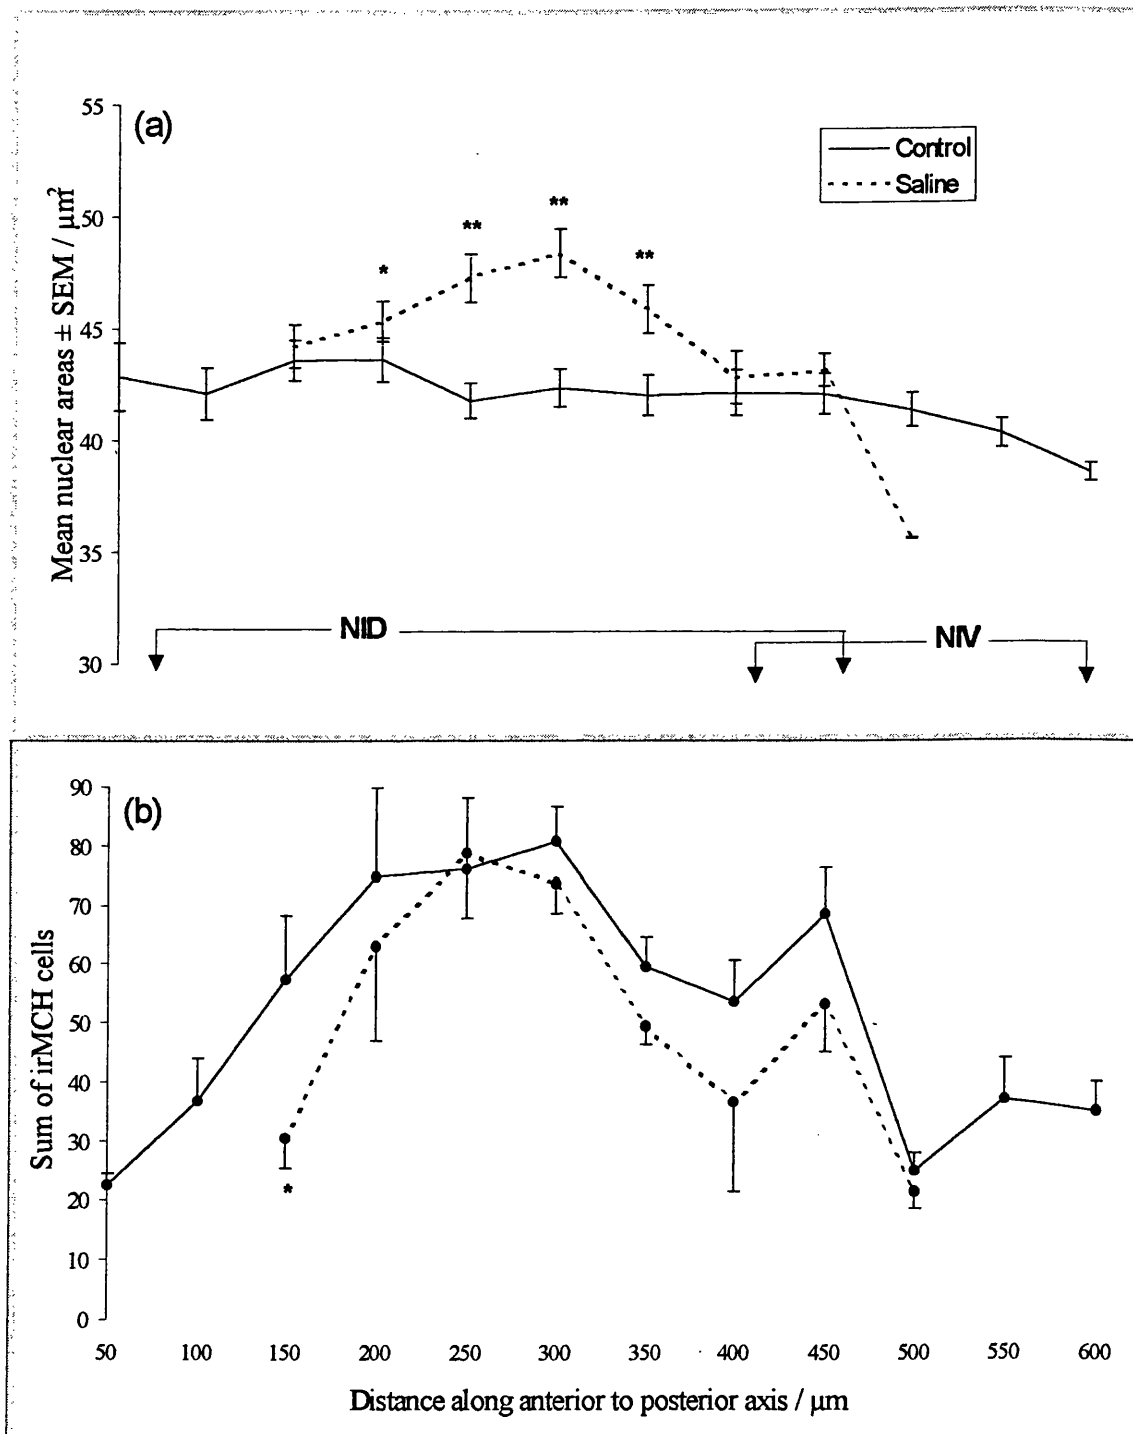 (a)
Mean nuclear areas ± SEM / μm²
55
50
45
40
35
30
Control
Saline
*
**
**
**
NID
NIV
(b)
Sum of irMCH cells
90
80
70
60
50
40
30
20
10
0
*
50 100 150 200 250 300 350 400 450 500 550 600
Distance along anterior to posterior axis / μm